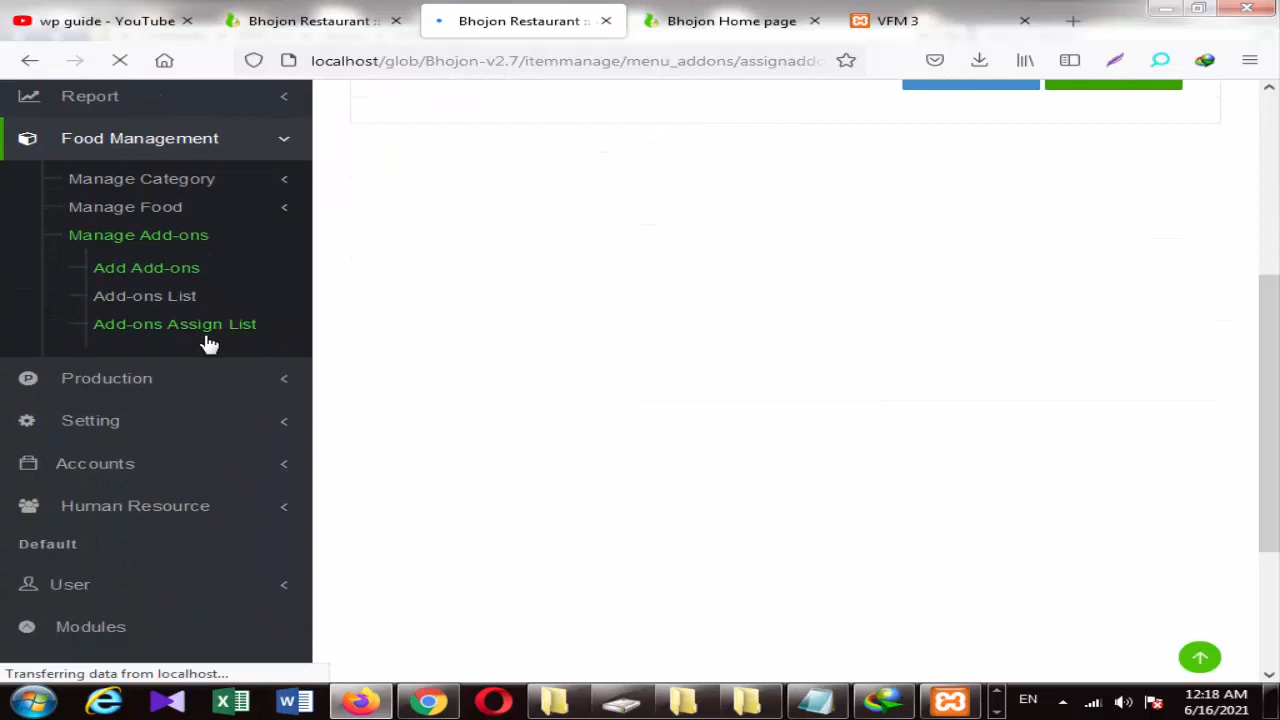 wp guide - YouTube
Bhojon Restaurant ::
Bhojon Restaurant ::
Bhojon Home page
VFM 3
localhost/glob/Bhojon-v2.7/itemmanage/menu_addons/assignaddo
Report
Food Management
Manage Category
Manage Food
Manage Add-ons
Add Add-ons
Add-ons List
Add-ons Assign List
Production
Setting
Accounts
Human Resource
Default
User
Modules
Transferring data from localhost...
EN
12:18 AM
6/16/2021